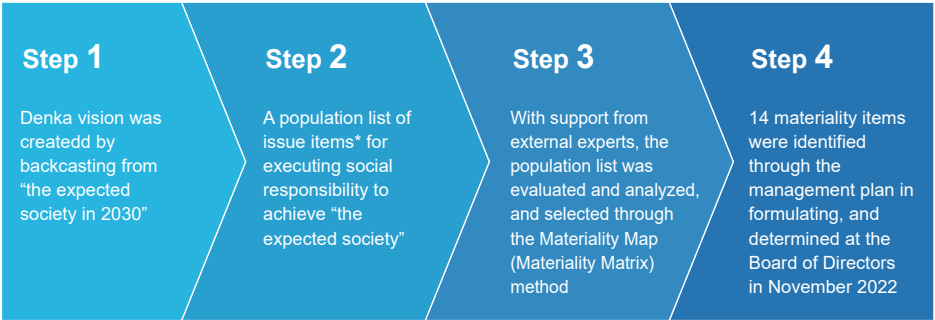 Step 1
Denka vision was
createdd by
backcasting from
“the expected
society in 2030”
Step 2
A population list of
issue items* for
executing social
responsibility to
achieve “the
expected society”
Step 3
With support from
external experts, the
population list was
evaluated and analyzed,
and selected through
the Materiality Map
(Materiality Matrix)
method
Step 4
14 materiality items
were identified
through the
management plan in
formulating, and
determined at the
Board of Directors
in November 2022